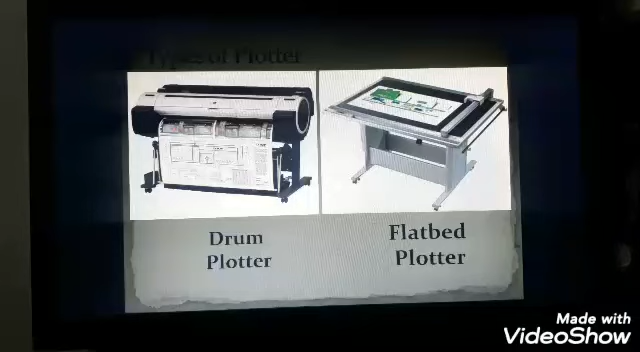 Types of Plotter
Drum
Plotter
Flatbed
Plotter
Made with
VideoShow